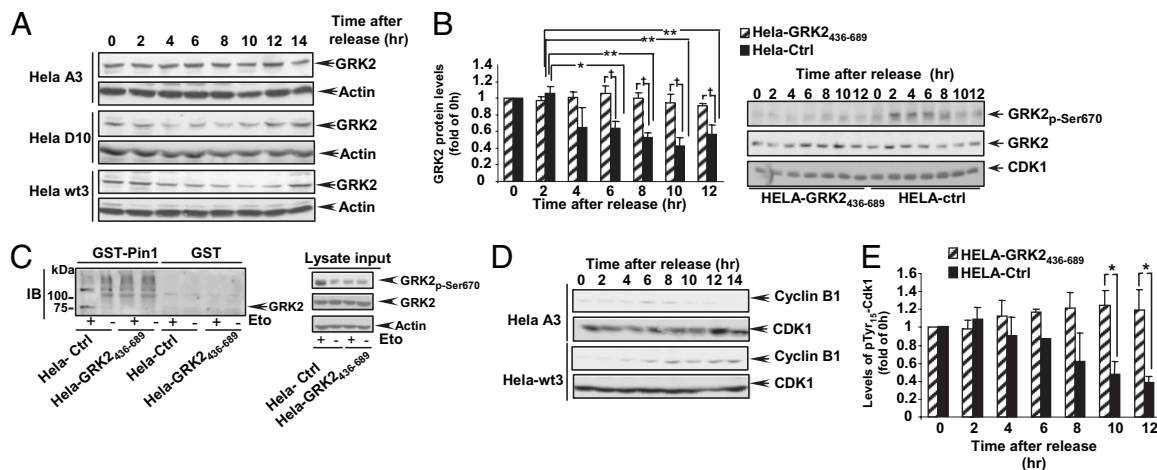 A
0 2 4 6 8 10 12 14
Time after
release (hr)
Hela A3
GRK2
Actin
Hela D10
GRK2
Actin
Hela wt3
GRK2
Actin
B
Hela-GRK2436-689
Hela-Ctrl
**
**
**
*
† † † †
GRK2 protein levels
(fold of 0h)
1.4
1.2
1
0.8
0.6
0.4
0.2
0
0 2 4 6 8 10 12
Time after release (hr)
Time after release (hr)
0 2 4 6 8 10 12 0 2 4 6 8 10 12
GRK2p-Ser670
GRK2
CDK1
HELA-GRK2436-689
HELA-ctrl
C
GST-Pin1
GST
kDa
IB
100-
75-
GRK2
+ - + - + - + - Eto
Hela- Ctrl
Hela-GRK2436-689
Hela-Ctrl
Hela-GRK2436-689
Lysate input
GRK2p-Ser670
GRK2
Actin
+ - + - Eto
Hela- Ctrl
Hela-GRK2436-689
D
Time after release (hr)
0 2 4 6 8 10 12 14
Hela A3
Cyclin B1
CDK1
Hela-wt3
Cyclin B1
CDK1
E
HELA-GRK2436-689
HELA-Ctrl
* *
Levels of pTyr15-Cdk1
(fold of 0h)
1.6
1.4
1.2
1
0.8
0.6
0.4
0.2
0
0 2 4 6 8 10 12
Time after release
(hr)